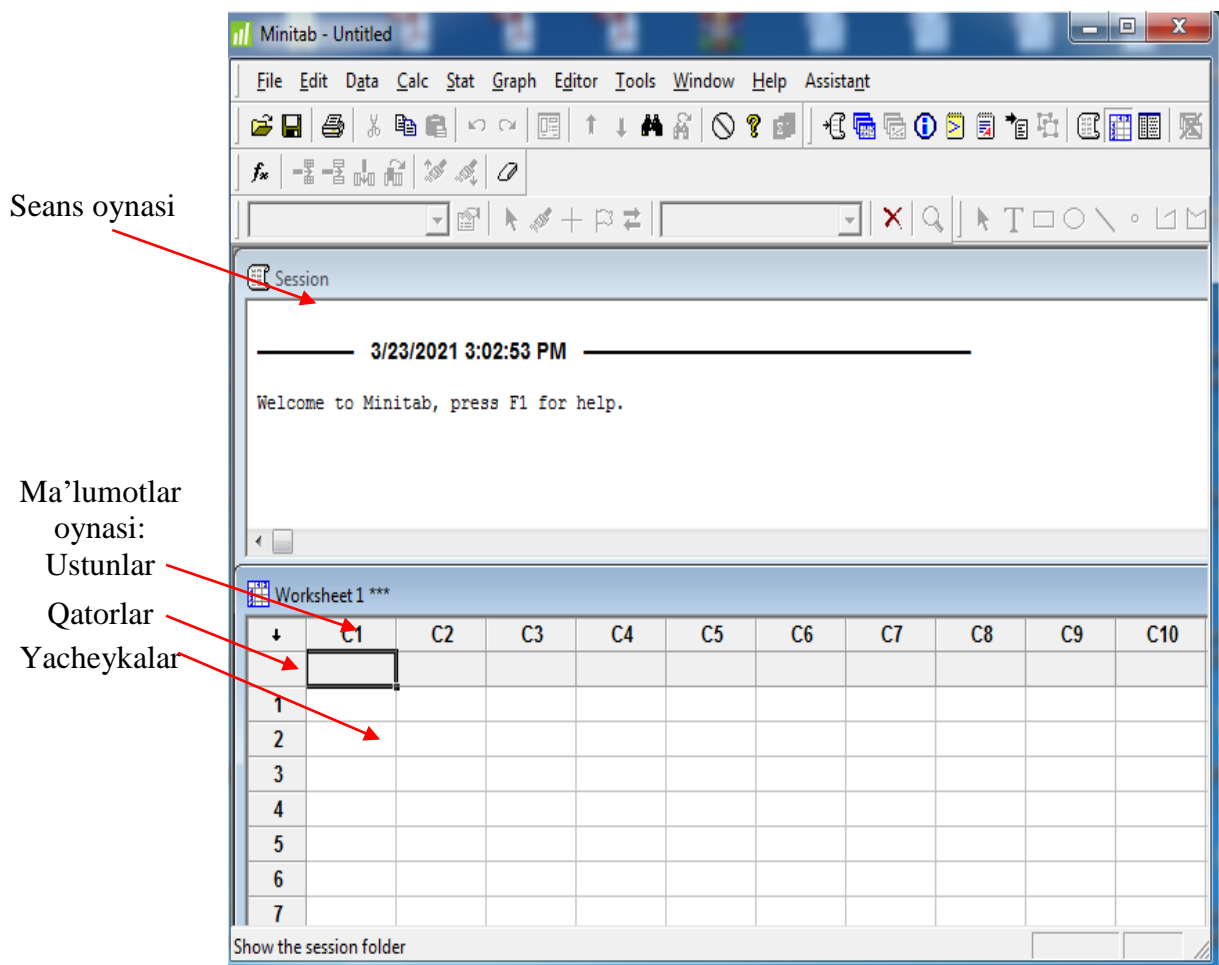 Minitab - Untitled
File Edit Data Calc Stat Graph Editor Tools Window Help Assistant
Seans oynasi
Session
3/23/2021 3:02:53 PM
Welcome to Minitab, press F1 for help.
Ma’lumotlar
oynasi:
Ustunlar
Qatorlar
Yacheykalar
Worksheet 1 ***
C1 C2 C3 C4 C5 C6 C7 C8 C9 C10
1
2
3
4
5
6
7
Show the session folder